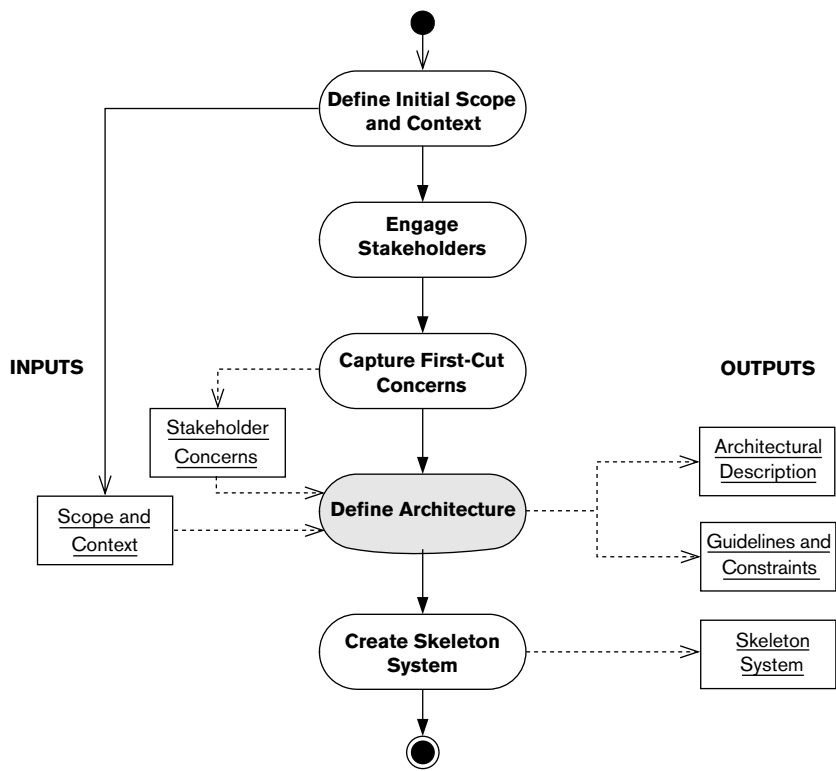 Define Initial Scope
and Context
Engage
Stakeholders
INPUTS
Capture First-Cut
Concerns
OUTPUTS
Stakeholder
Concerns
Architectural
Description
Scope and
Context
Define Architecture
Guidelines and
Constraints
Create Skeleton
System
Skeleton
System